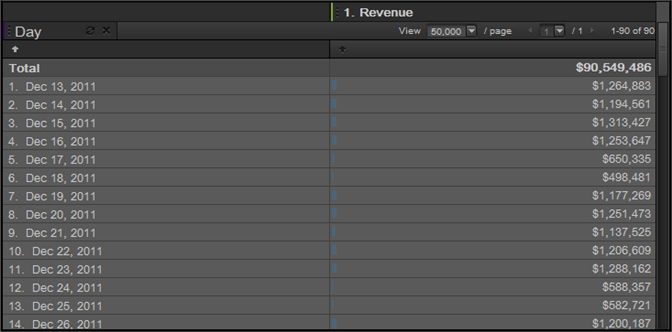 1. Revenue
Day View 50,000 / page 1 / 1 1-90 of 90
Total $90,549,486
1. Dec 13, 2011 $1,264,883
2. Dec 14, 2011 $1,194,561
3. Dec 15, 2011 $1,313,427
4. Dec 16, 2011 $1,253,647
5. Dec 17, 2011 $650,335
6. Dec 18, 2011 $498,481
7. Dec 19, 2011 $1,177,269
8. Dec 20, 2011 $1,251,473
9. Dec 21, 2011 $1,137,525
10. Dec 22, 2011 $1,206,609
11. Dec 23, 2011 $1,288,162
12. Dec 24, 2011 $588,357
13. Dec 25, 2011 $582,721
14. Dec 26, 2011 $1,200,187